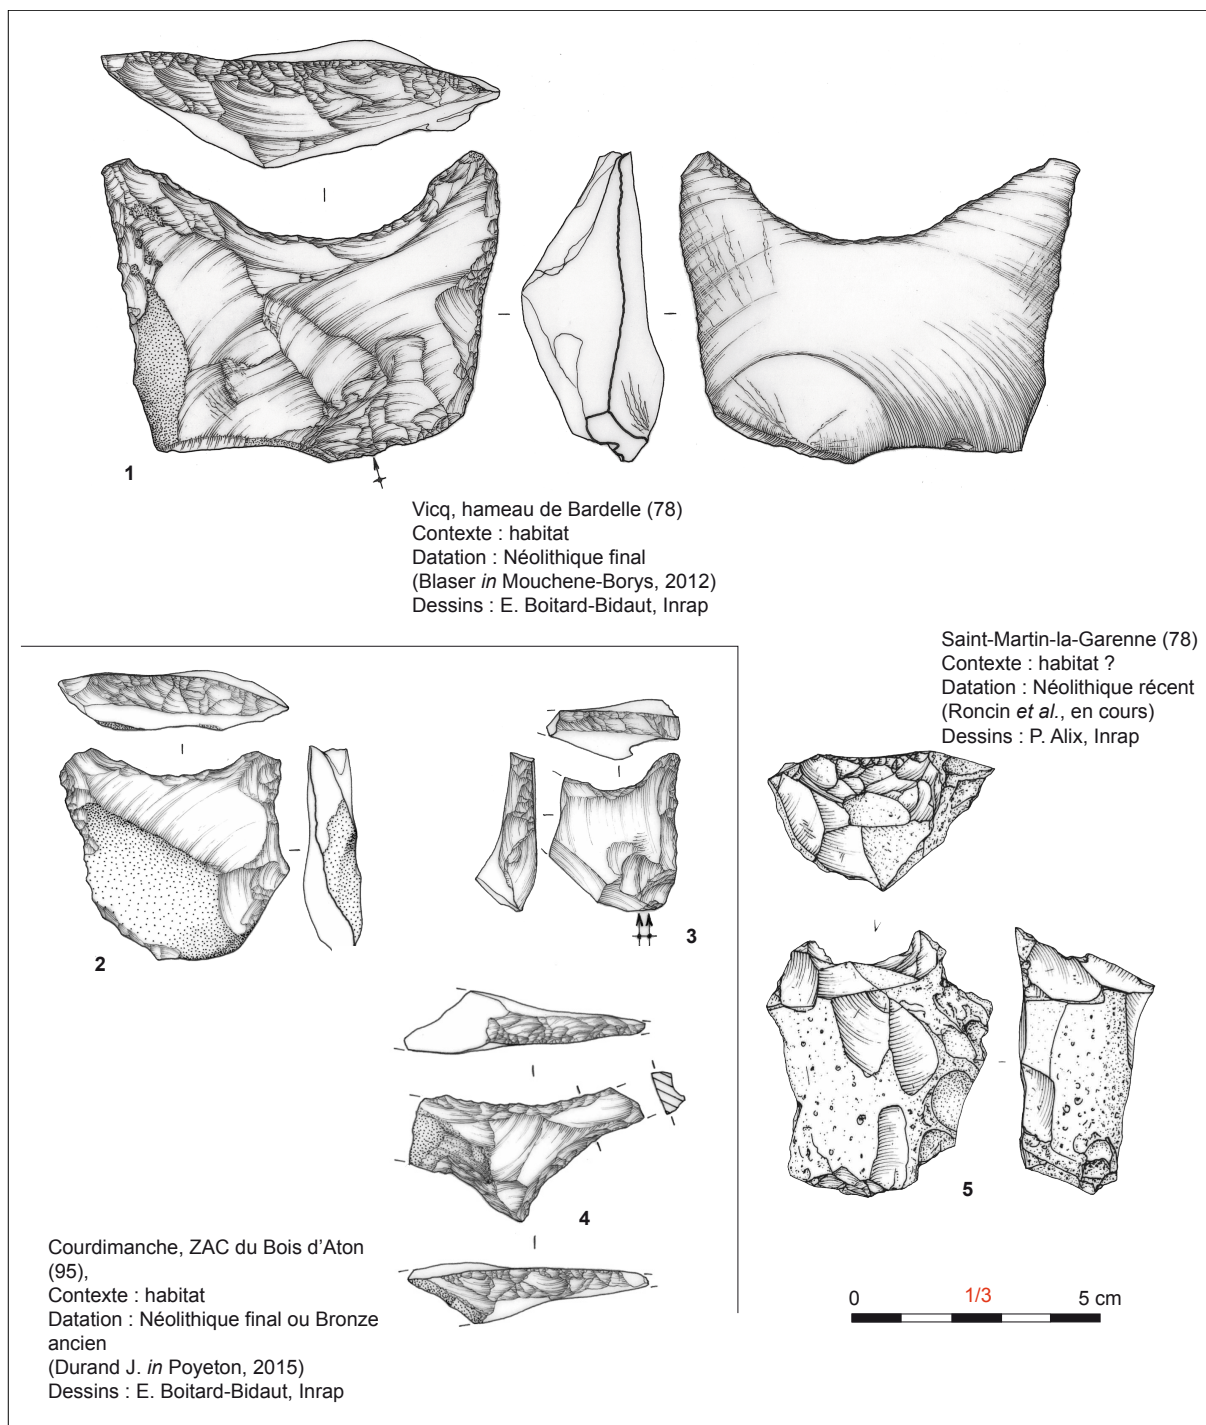 1
Vicq, hameau de Bardelle (78)
Contexte : habitat
Datation : Néolithique final
(Blaser in Mouchene-Borys, 2012)
Dessins : E. Boitard-Bidaut, Inrap
Saint-Martin-la-Garenne (78)
Contexte : habitat ?
Datation : Néolithique récent
(Roncin et al., en cours)
Dessins : P. Alix, Inrap
2
3
4
5
Courdimanche, ZAC du Bois d’Aton
(95),
Contexte : habitat
Datation : Néolithique final ou Bronze
ancien
(Durand J. in Poyeton, 2015)
Dessins : E. Boitard-Bidaut, Inrap
0 1/3 5 cm